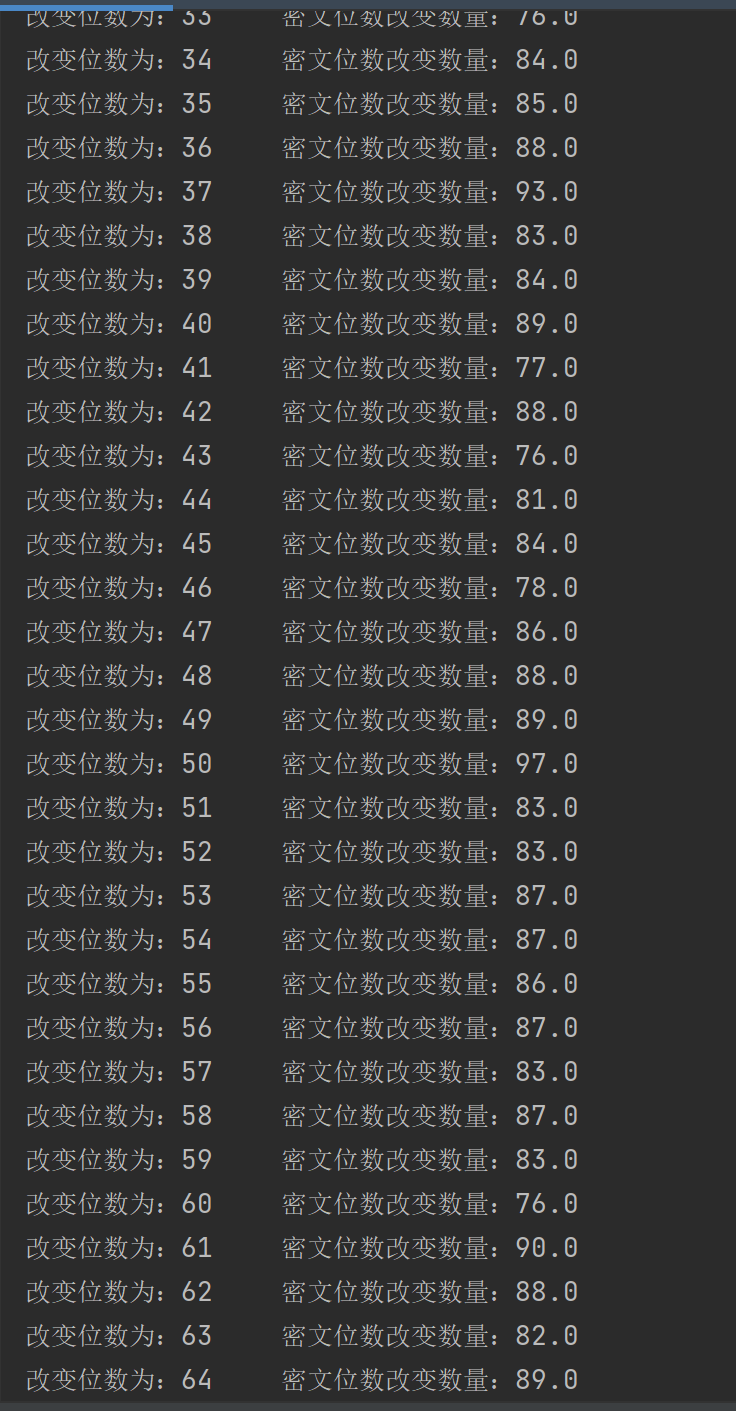 改变位数为：33 密文位数改变数量：76.0
改变位数为：34 密文位数改变数量：84.0
改变位数为：35 密文位数改变数量：85.0
改变位数为：36 密文位数改变数量：88.0
改变位数为：37 密文位数改变数量：93.0
改变位数为：38 密文位数改变数量：83.0
改变位数为：39 密文位数改变数量：84.0
改变位数为：40 密文位数改变数量：89.0
改变位数为：41 密文位数改变数量：77.0
改变位数为：42 密文位数改变数量：88.0
改变位数为：43 密文位数改变数量：76.0
改变位数为：44 密文位数改变数量：81.0
改变位数为：45 密文位数改变数量：84.0
改变位数为：46 密文位数改变数量：78.0
改变位数为：47 密文位数改变数量：86.0
改变位数为：48 密文位数改变数量：88.0
改变位数为：49 密文位数改变数量：89.0
改变位数为：50 密文位数改变数量：97.0
改变位数为：51 密文位数改变数量：83.0
改变位数为：52 密文位数改变数量：83.0
改变位数为：53 密文位数改变数量：87.0
改变位数为：54 密文位数改变数量：87.0
改变位数为：55 密文位数改变数量：86.0
改变位数为：56 密文位数改变数量：87.0
改变位数为：57 密文位数改变数量：83.0
改变位数为：58 密文位数改变数量：87.0
改变位数为：59 密文位数改变数量：83.0
改变位数为：60 密文位数改变数量：76.0
改变位数为：61 密文位数改变数量：90.0
改变位数为：62 密文位数改变数量：88.0
改变位数为：63 密文位数改变数量：82.0
改变位数为：64 密文位数改变数量：89.0